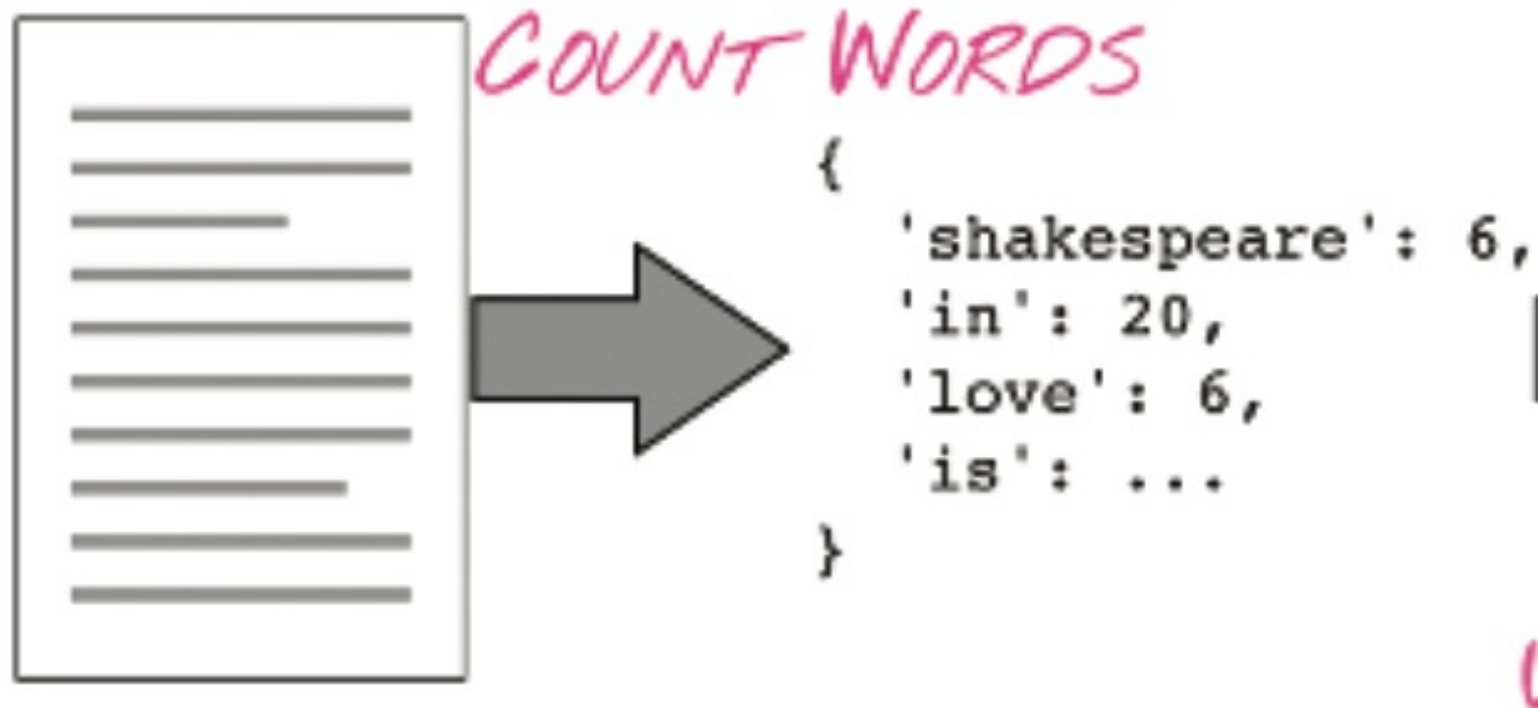 COUNT WORDS
{
'shakespeare': 6,
'in': 20,
'love': 6,
'is': ...
}